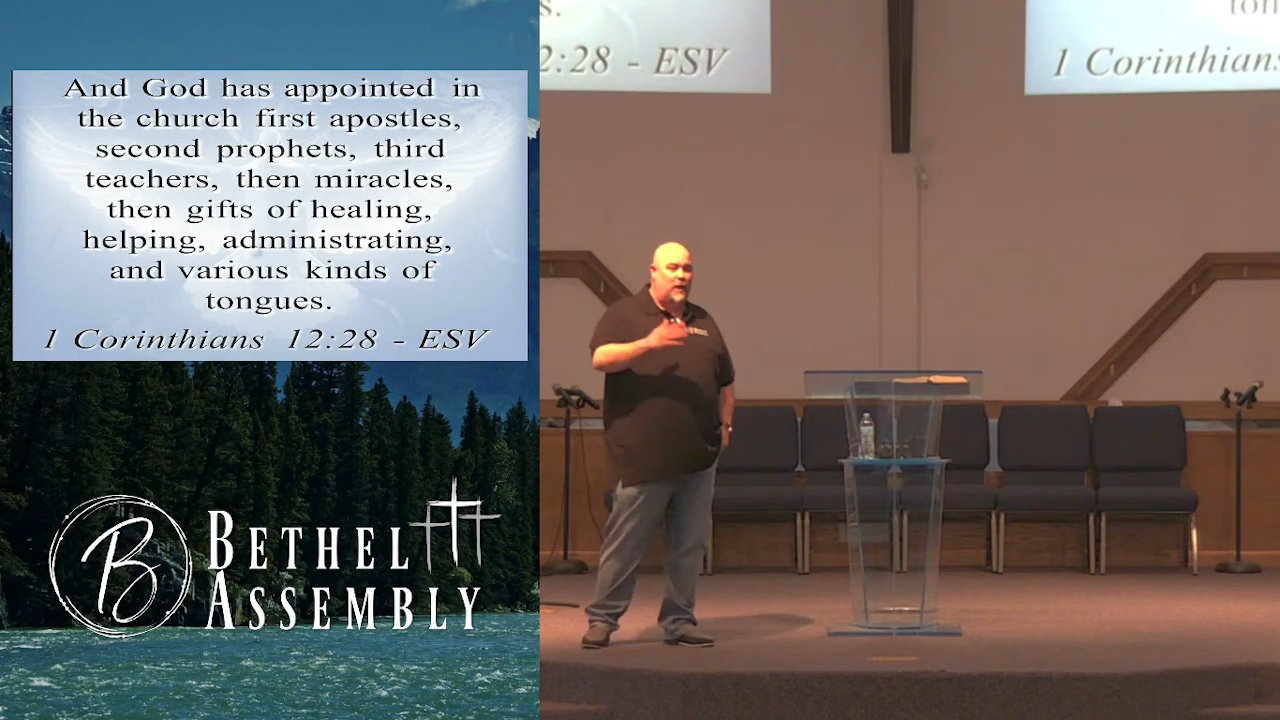 And God has appointed in
the church first apostles,
second prophets, third
teachers, then miracles,
then gifts of healing,
helping, administrating,
and various kinds of
tongues.
1 Corinthians 12:28 - ESV
B BETHEL
ASSEMBLY
s.
2:28 - ESV
ton
1 Corinthians